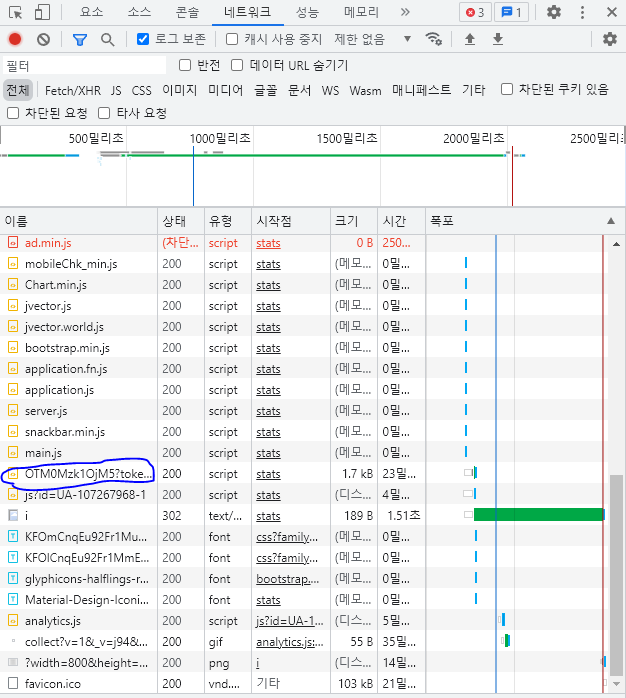 요소 소스 콘솔 네트워크 성능 메모리 » 3 1
로그 보존 캐시 사용 중지 제한 없음
필터 반전 데이터 URL 숨기기
전체 Fetch/XHR JS CSS 이미지 미디어 글꼴 문서 WS Wasm 매니페스트 기타 차단된 쿠키 있음
차단된 요청 타사 요청
500밀리초 1000밀리초 1500밀리초 2000밀리초 2500밀리초
이름 상태 유형 시작점 크기 시간 폭포
ad.min.js (차단... script stats 0 B 250...
mobileChk_min.js 200 script stats (메모... 0밀...
Chart.min.js 200 script stats (메모... 0밀...
jvector.js 200 script stats (메모... 0밀...
jvector.world.js 200 script stats (메모... 0밀...
bootstrap.min.js 200 script stats (메모... 0밀...
application.fn.js 200 script stats (메모... 0밀...
application.js 200 script stats (메모... 0밀...
server.js 200 script stats (메모... 0밀...
snackbar.min.js 200 script stats (메모... 0밀...
main.js 200 script stats (메모... 0밀...
OTM0Mzk1OjM5?toke... 200 script stats 1.7 kB 23밀...
js?id=UA-107267968-1 200 script stats (디스... 4밀...
i 302 text/... stats 189 B 1.51초
KFOmCnqEu92Fr1Mu... 200 font css?family... (메모... 0밀...
KFOlCnqEu92Fr1MmE... 200 font css?family... (메모... 0밀...
glyphicons-halflings-r... 200 font bootstrap.... (메모... 0밀...
Material-Design-Iconi... 200 font css?family... (메모... 0밀...
analytics.js 200 script js?id=UA-1... (디스... 5밀...
collect?v=1&_v=j94&... 200 gif analytics.js:... 55 B 35밀...
?width=800&height=... 200 png i (디스... 14밀...
favicon.ico 200 vnd.... 기타 103 kB 21밀...